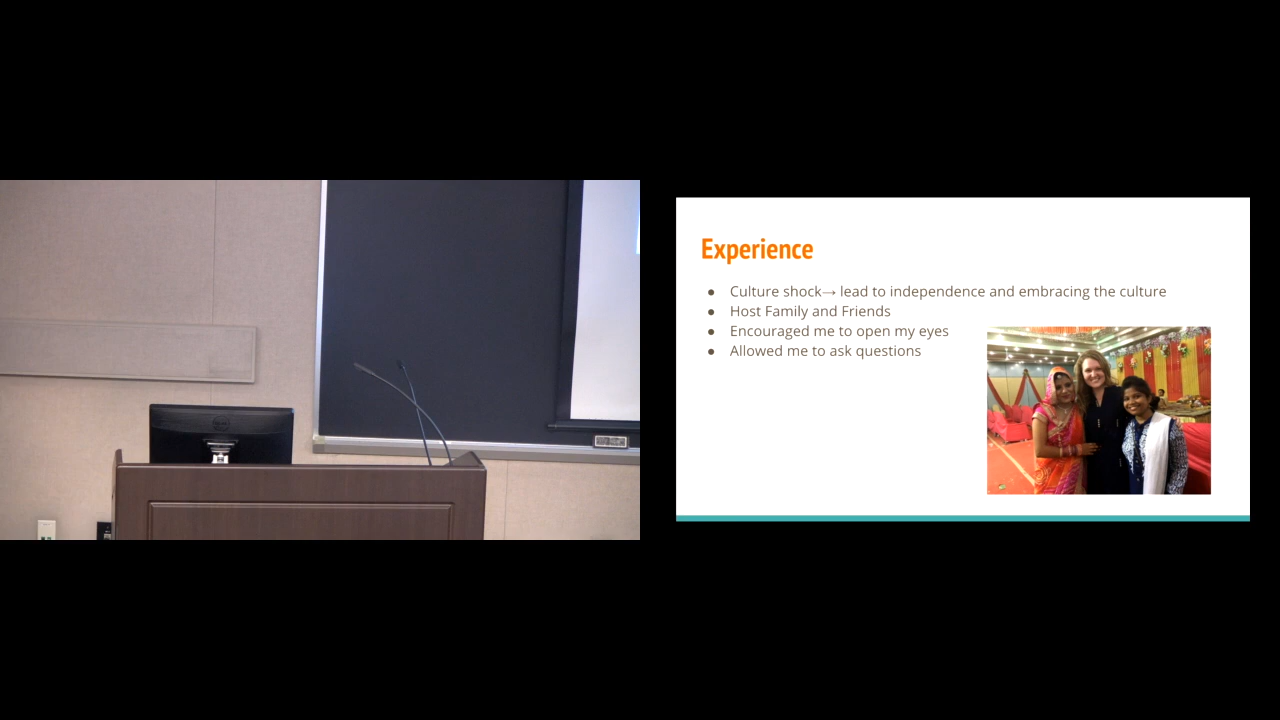 Experience
● Culture shock→ lead to independence and embracing the culture
● Host Family and Friends
● Encouraged me to open my eyes
● Allowed me to ask questions